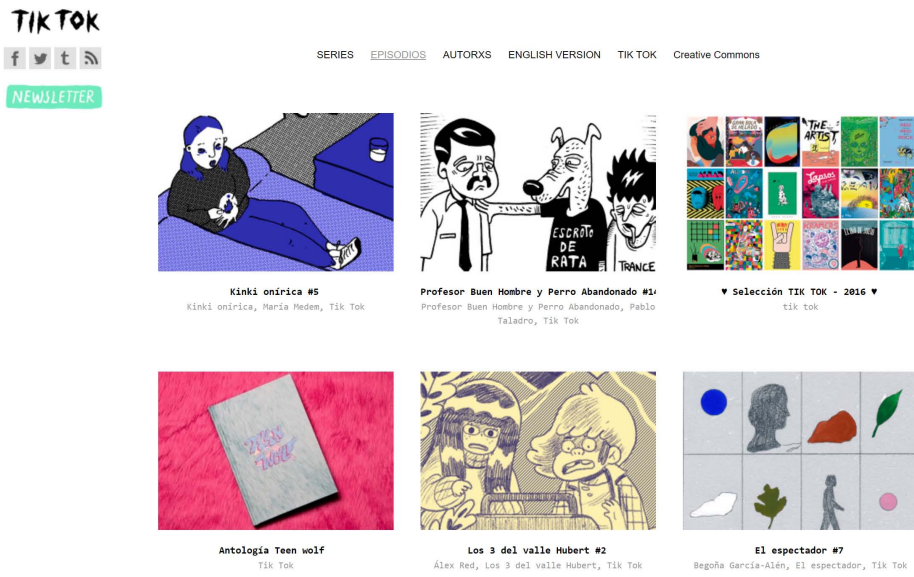 TIK TOK
NEWSLETTER
SERIES EPISODIOS AUTORXS ENGLISH VERSION TIK TOK Creative Commons
ESCROTO
DE
RATA
TRANCE
THE
ARTIST
Lapsos
Kinki onírica #5
Kinki onírica, María Medem, Tik Tok
Profesor Buen Hombre y Perro Abandonado #14
Profesor Buen Hombre y Perro Abandonado, Pablo
Taladro, Tik Tok
♥ Selección TIK TOK - 2016 ♥
tik tok
TEEN
WOLF
Antología Teen wolf
Tik Tok
Los 3 del valle Hubert #2
Álex Red, Los 3 del valle Hubert, Tik Tok
El espectador #7
Begoña García-Alén, El espectador, Tik Tok